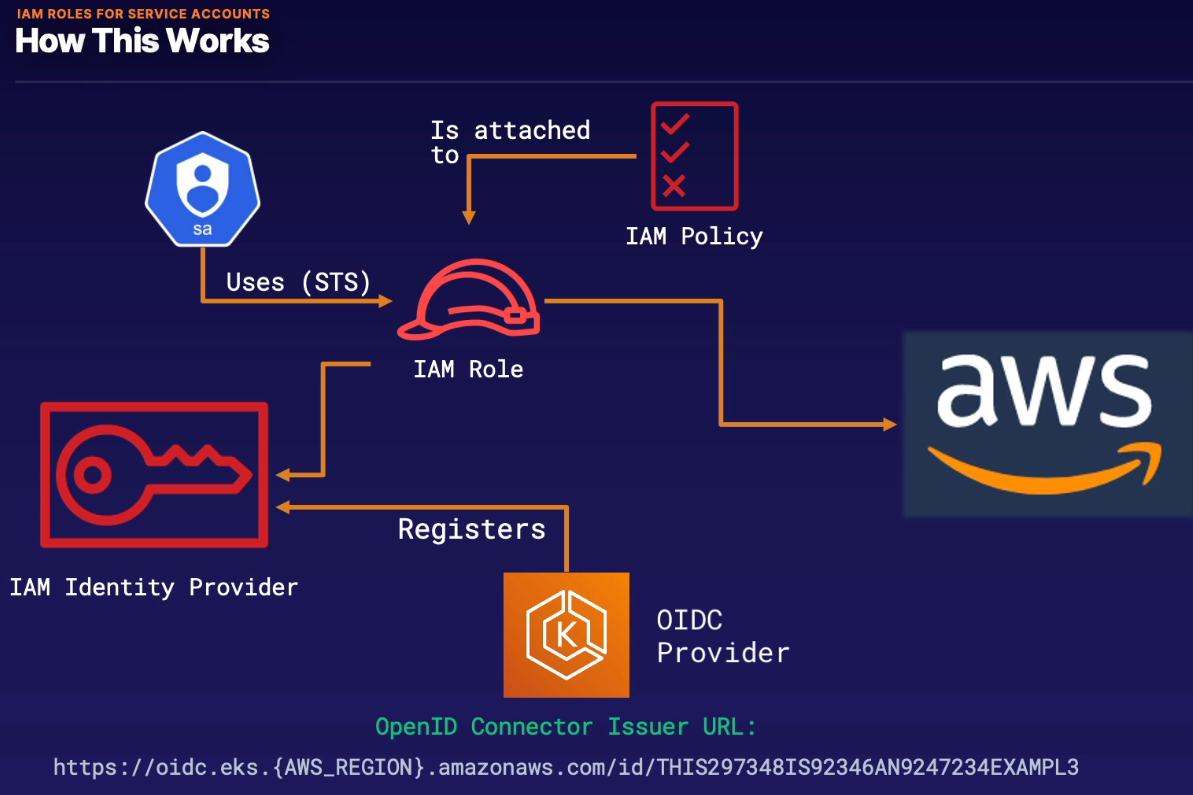 IAM ROLES FOR SERVICE ACCOUNTS
How This Works
Is attached
to
IAM Policy
sa
Uses (STS)
IAM Role
aws
Registers
IAM Identity Provider
K
OIDC
Provider
OpenID Connector Issuer URL:
https://oidc.eks.{AWS_REGION}.amazonaws.com/id/THIS297348IS92346AN9247234EXAMPL3